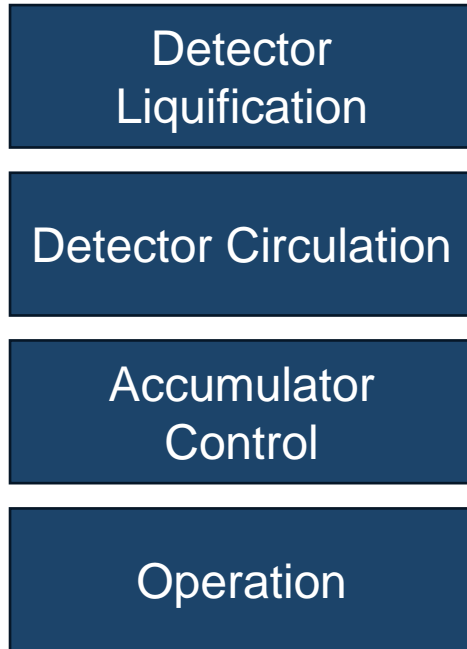 Detector
Liquification
Detector Circulation
Accumulator
Control
Operation